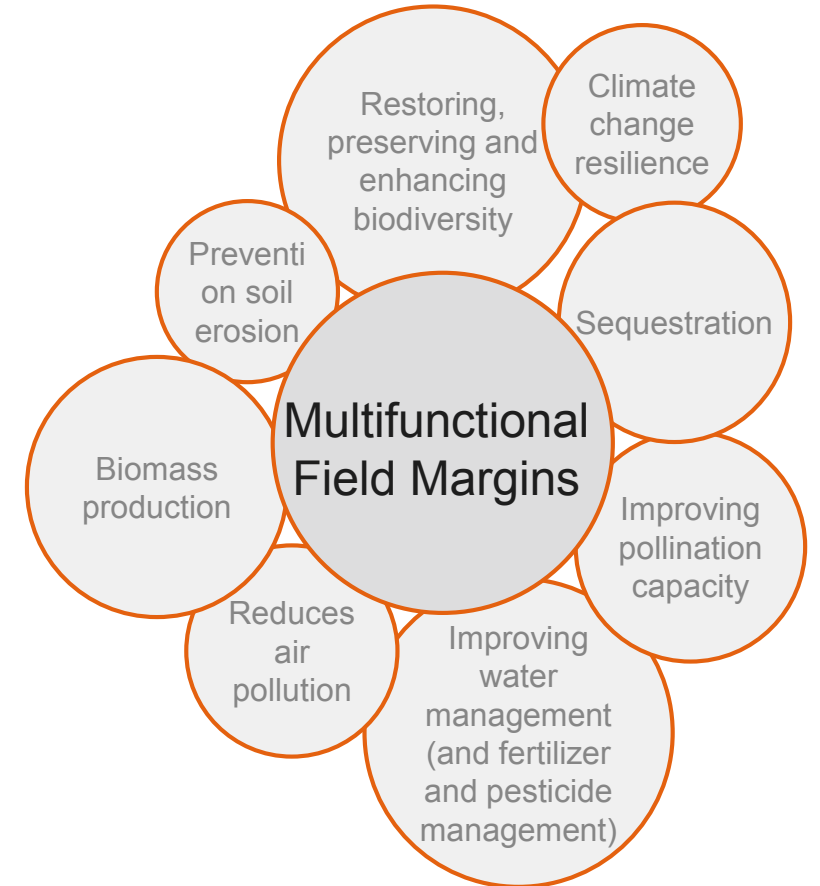 Restoring,
preserving and
enhancing
biodiversity
Climate
change
resilience
Preventi
on soil
erosion
Sequestration
Multifunctional
Field Margins
Biomass
production
Improving
pollination
capacity
Reduces
air
pollution
Improving
water
management
(and fertilizer
and pesticide
management)